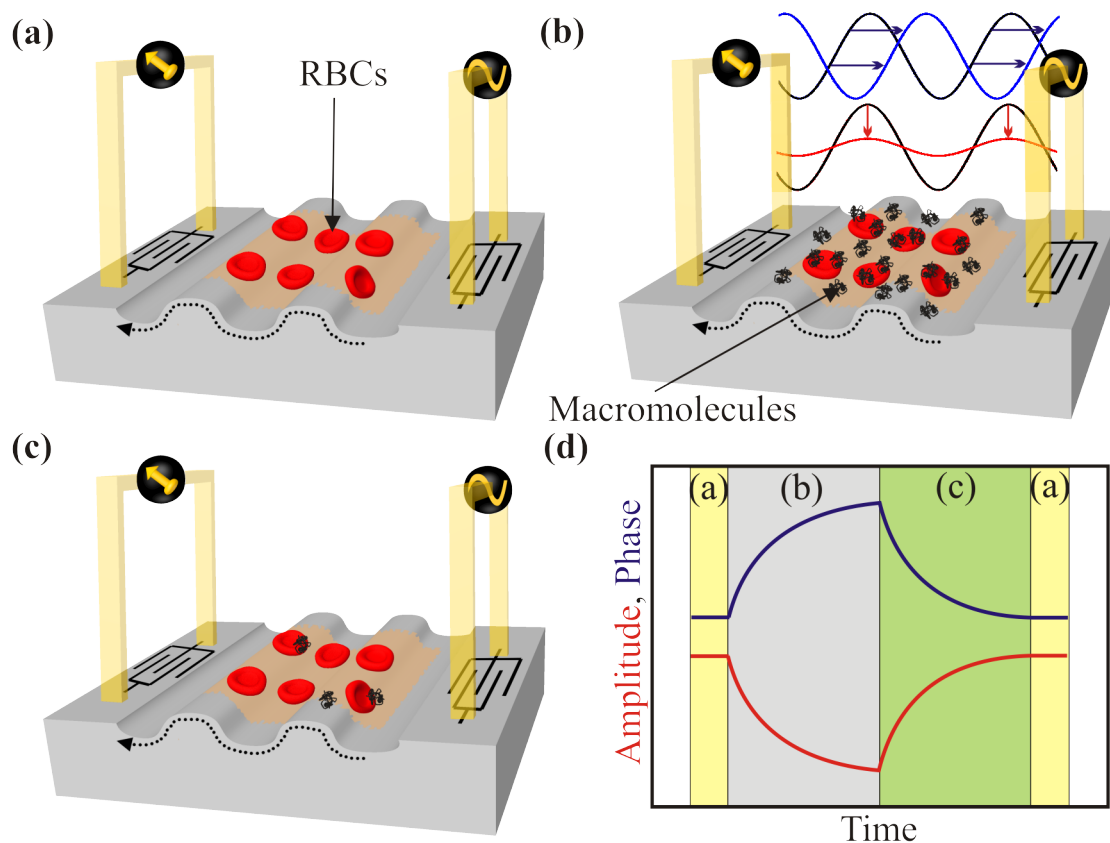 (a)
RBCs
(b)
Macromolecules
(c)
(d)
(a)
(b)
(c)
(a)
Amplitude, Phase
Time